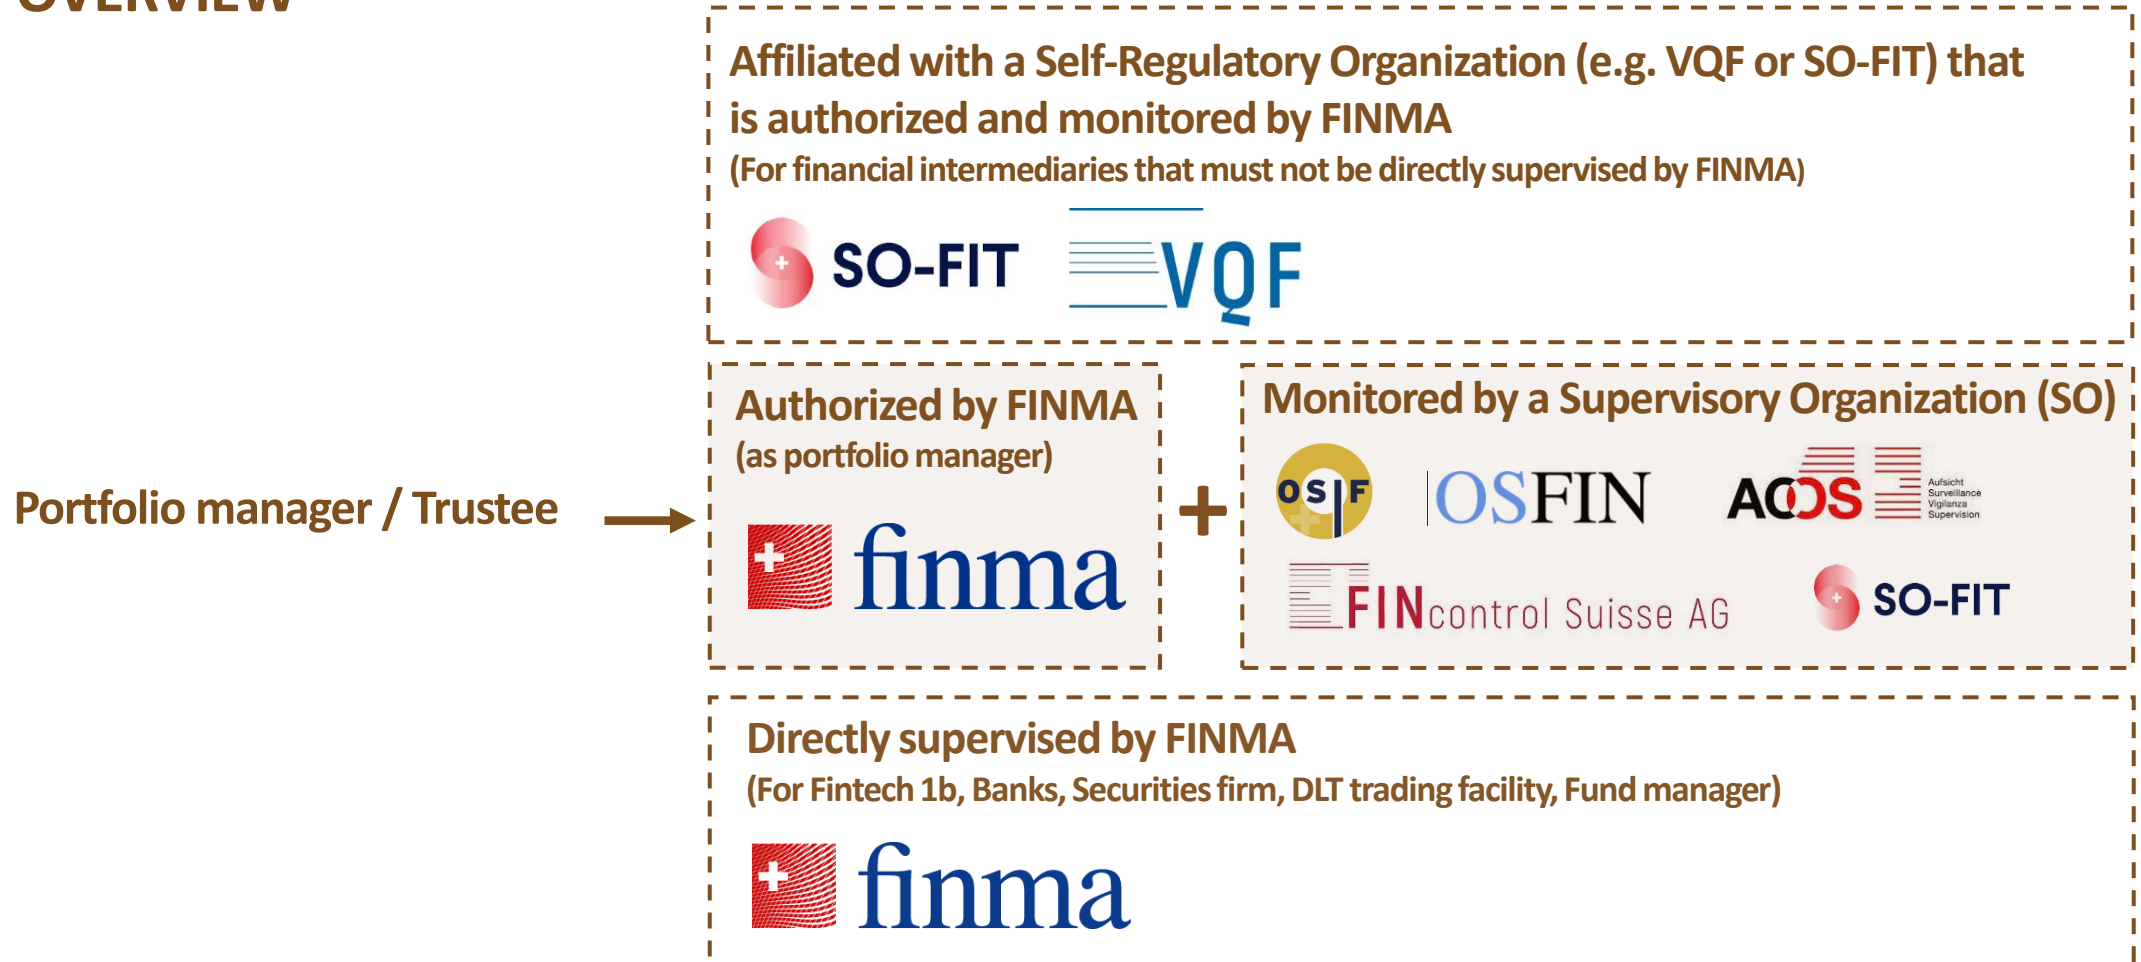 OVERVIEW
Affiliated with a Self-Regulatory Organization (e.g. VQF or SO-FIT) that
is authorized and monitored by FINMA
(For financial intermediaries that must not be directly supervised by FINMA)
SO-FIT
VQF
Portfolio manager / Trustee
Authorized by FINMA
(as portfolio manager)
finma
+
Monitored by a Supervisory Organization (SO)
OSIF
OSFIN
AOOS
Aufsicht
Surveillance
Vigilanza
Supervision
FINcontrol Suisse AG
SO-FIT
Directly supervised by FINMA
(For Fintech 1b, Banks, Securities firm, DLT trading facility, Fund manager)
finma